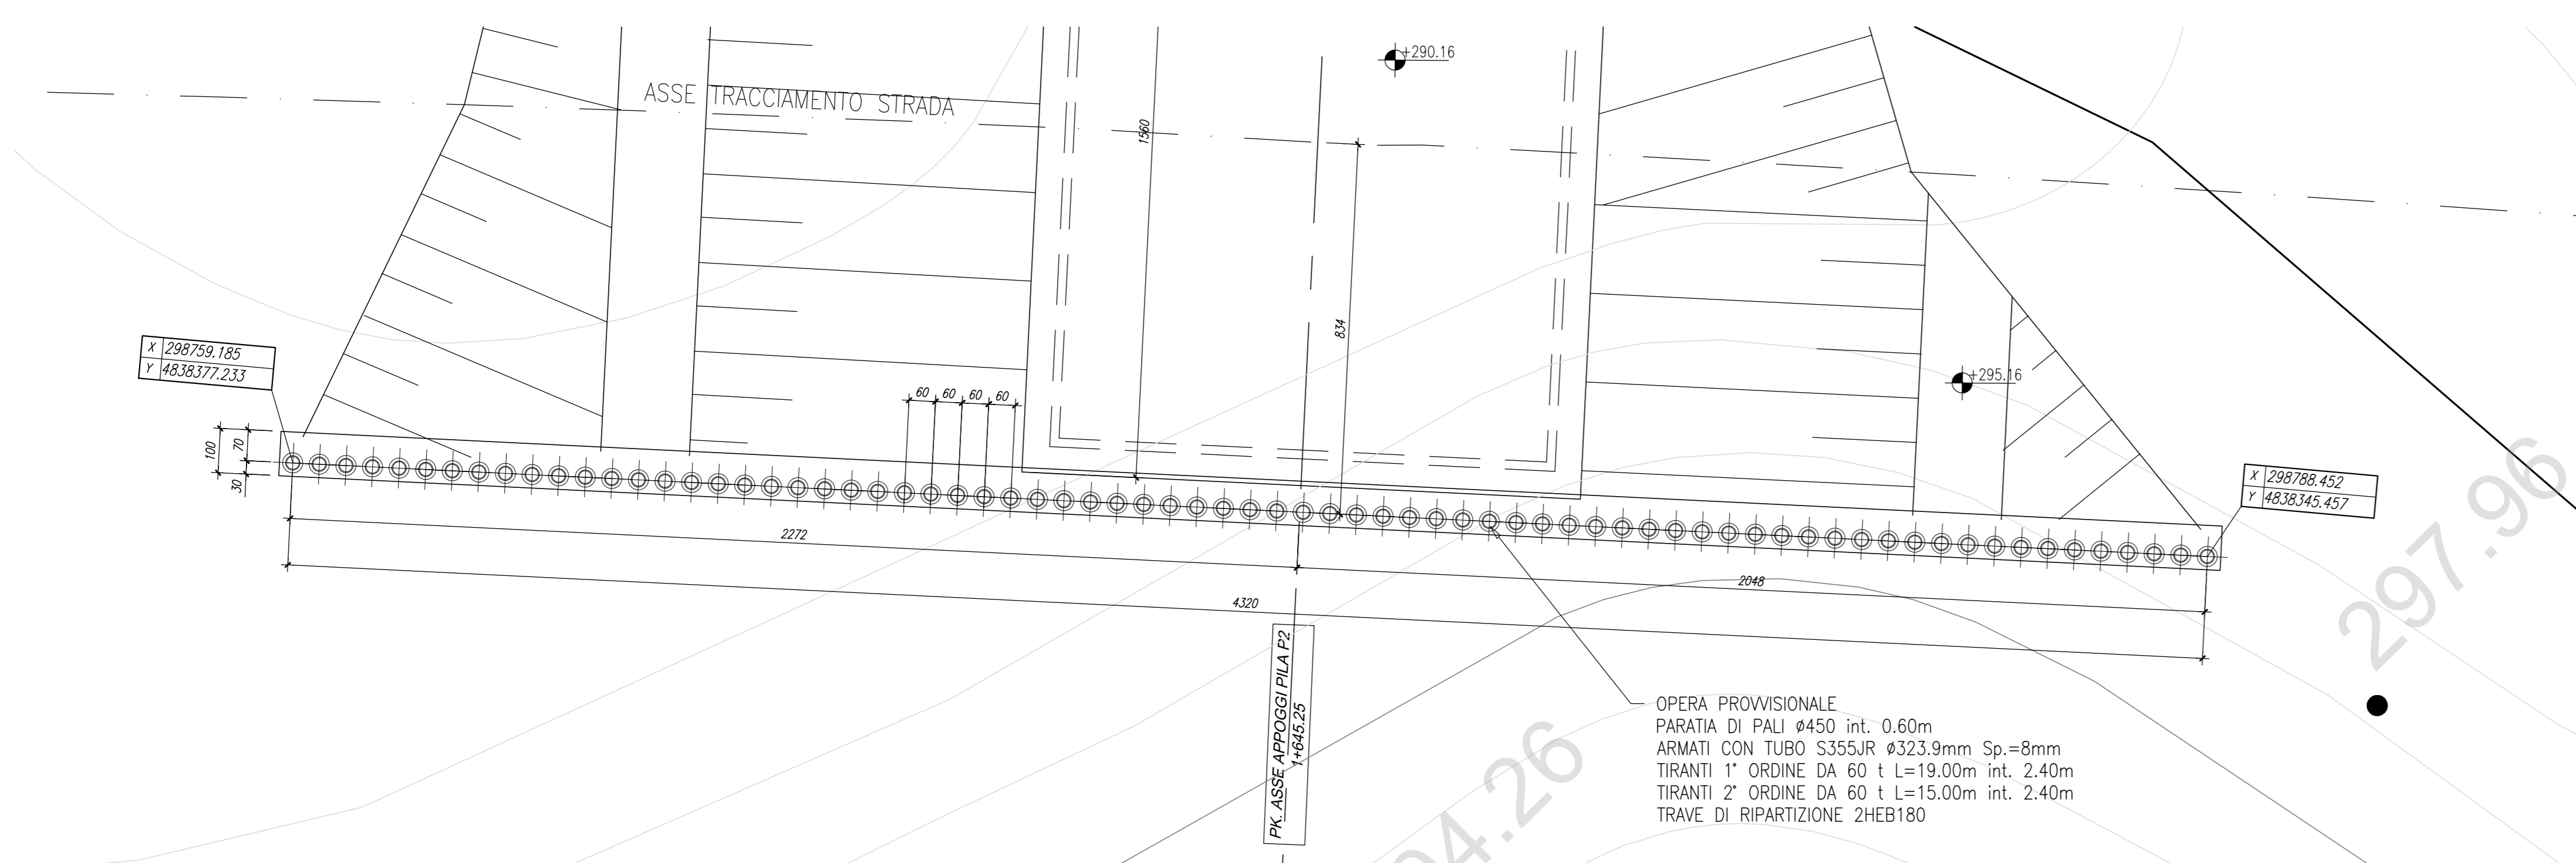 +290.16
ASSE TRACCIAMENTO STRADA
1560
834
X 298759.185
Y 4838377.233
+295.16
60 60 60 60
100
70
30
X 298788.452
Y 4838345.457
2272
2048
4320
297.96
PK. ASSE APPOGGI PILA P2
1+645.25
OPERA PROVVISIONALE
PARATIA DI PALI ø450 int. 0.60m
ARMATI CON TUBO S355JR ø323.9mm Sp.=8mm
TIRANTI 1° ORDINE DA 60 t L=19.00m int. 2.40m
TIRANTI 2° ORDINE DA 60 t L=15.00m int. 2.40m
TRAVE DI RIPARTIZIONE 2HEB180